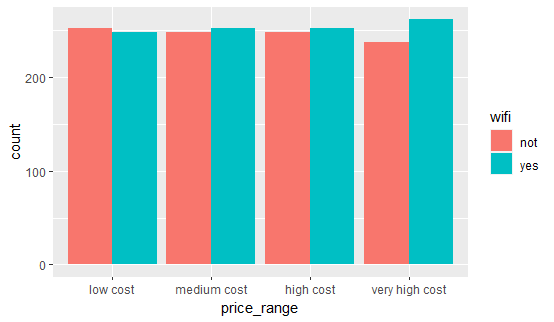 count
200
100
0
low cost
medium cost
high cost
very high cost
price_range
wifi
not
yes